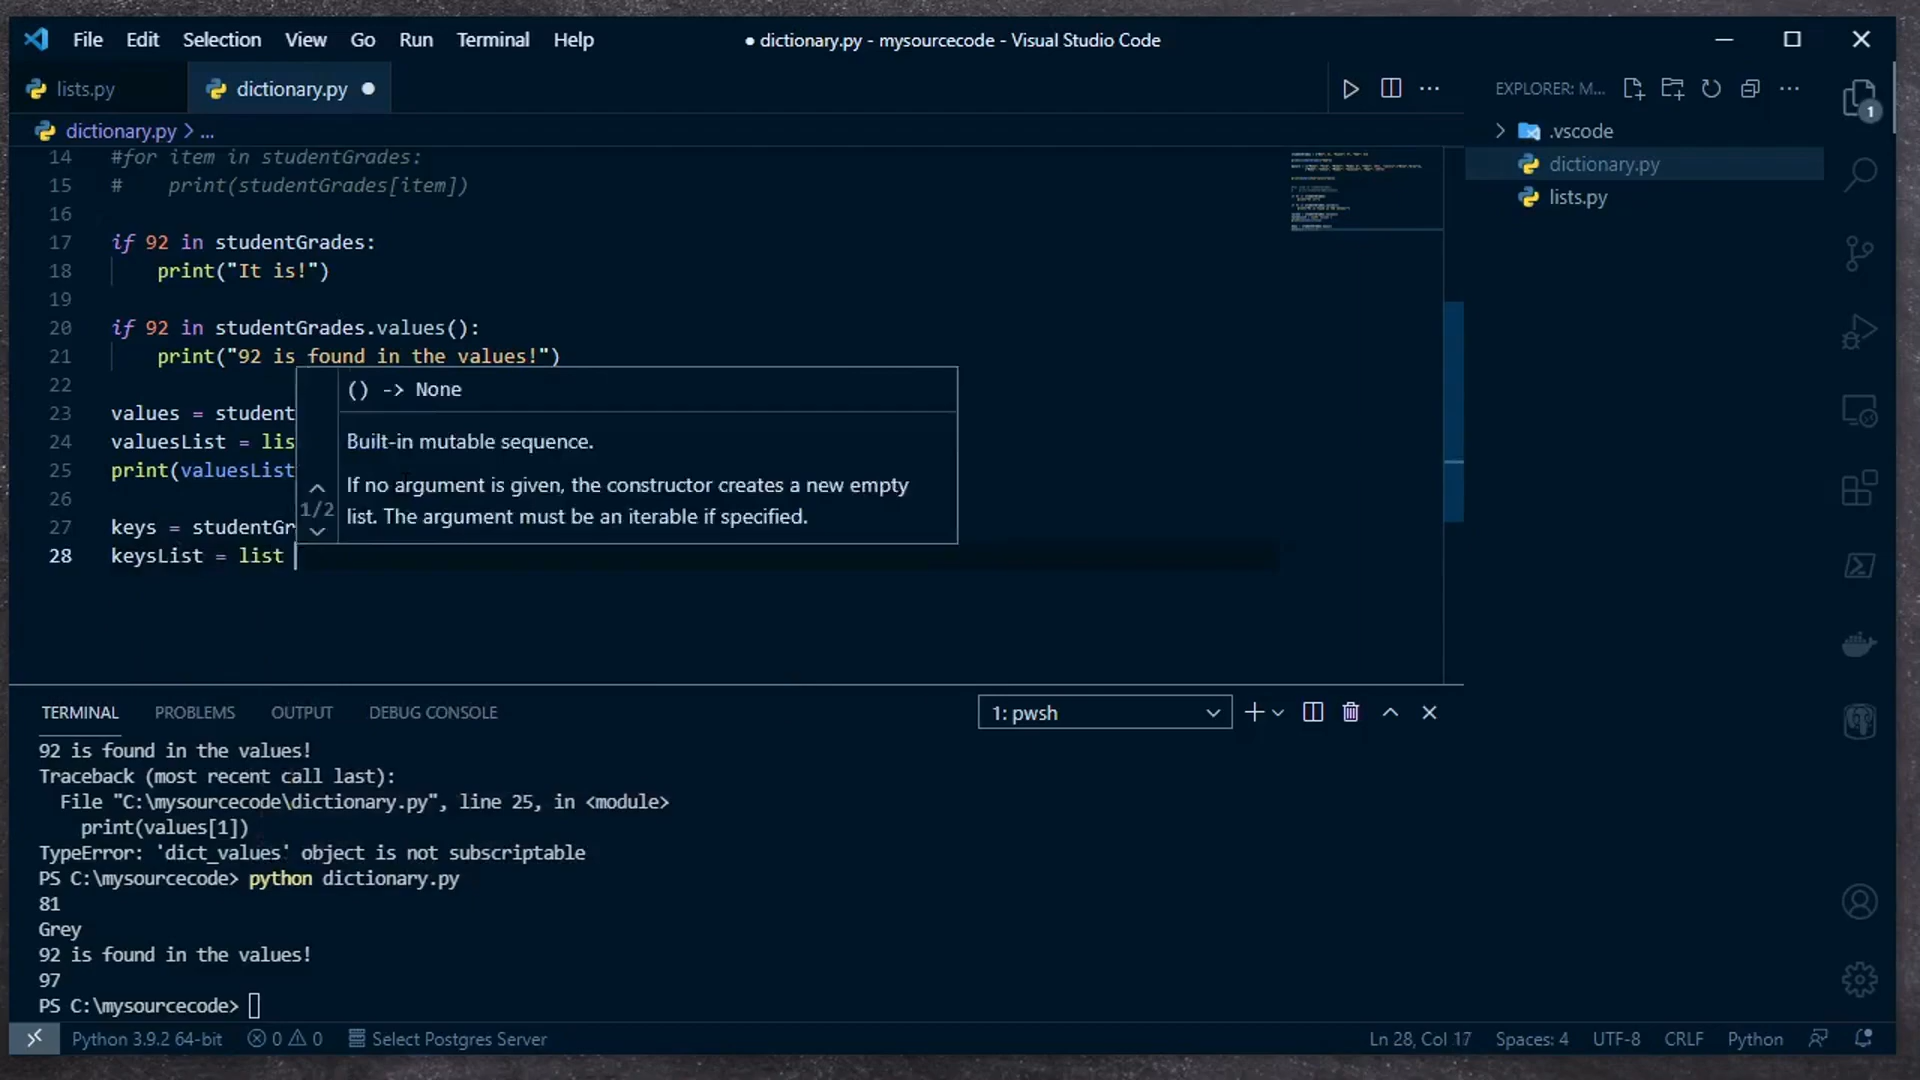 File Edit Selection View Go Run Terminal Help
● dictionary.py - mysourcecode - Visual Studio Code
lists.py
dictionary.py ●
EXPLORER: M...
1
dictionary.py > ...
.vscode
dictionary.py
lists.py
14 #for item in studentGrades:
15 #    print(studentGrades[item])
16
17 if 92 in studentGrades:
18     print("It is!")
19
20 if 92 in studentGrades.values():
21     print("92 is found in the values!")
22
23 values = student
24 valuesList = lis
25 print(valuesList
26
27 keys = studentGr
28 keysList = list
() -> None
Built-in mutable sequence.
If no argument is given, the constructor creates a new empty
list. The argument must be an iterable if specified.
1/2
TERMINAL PROBLEMS OUTPUT DEBUG CONSOLE
1: pwsh
92 is found in the values!
Traceback (most recent call last):
  File "C:\mysourcecode\dictionary.py", line 25, in <module>
    print(values[1])
TypeError: 'dict_values' object is not subscriptable
PS C:\mysourcecode> python dictionary.py
81
Grey
92 is found in the values!
97
PS C:\mysourcecode>
Python 3.9.2 64-bit 0 0 Select Postgres Server
Ln 28, Col 17 Spaces: 4 UTF-8 CRLF Python